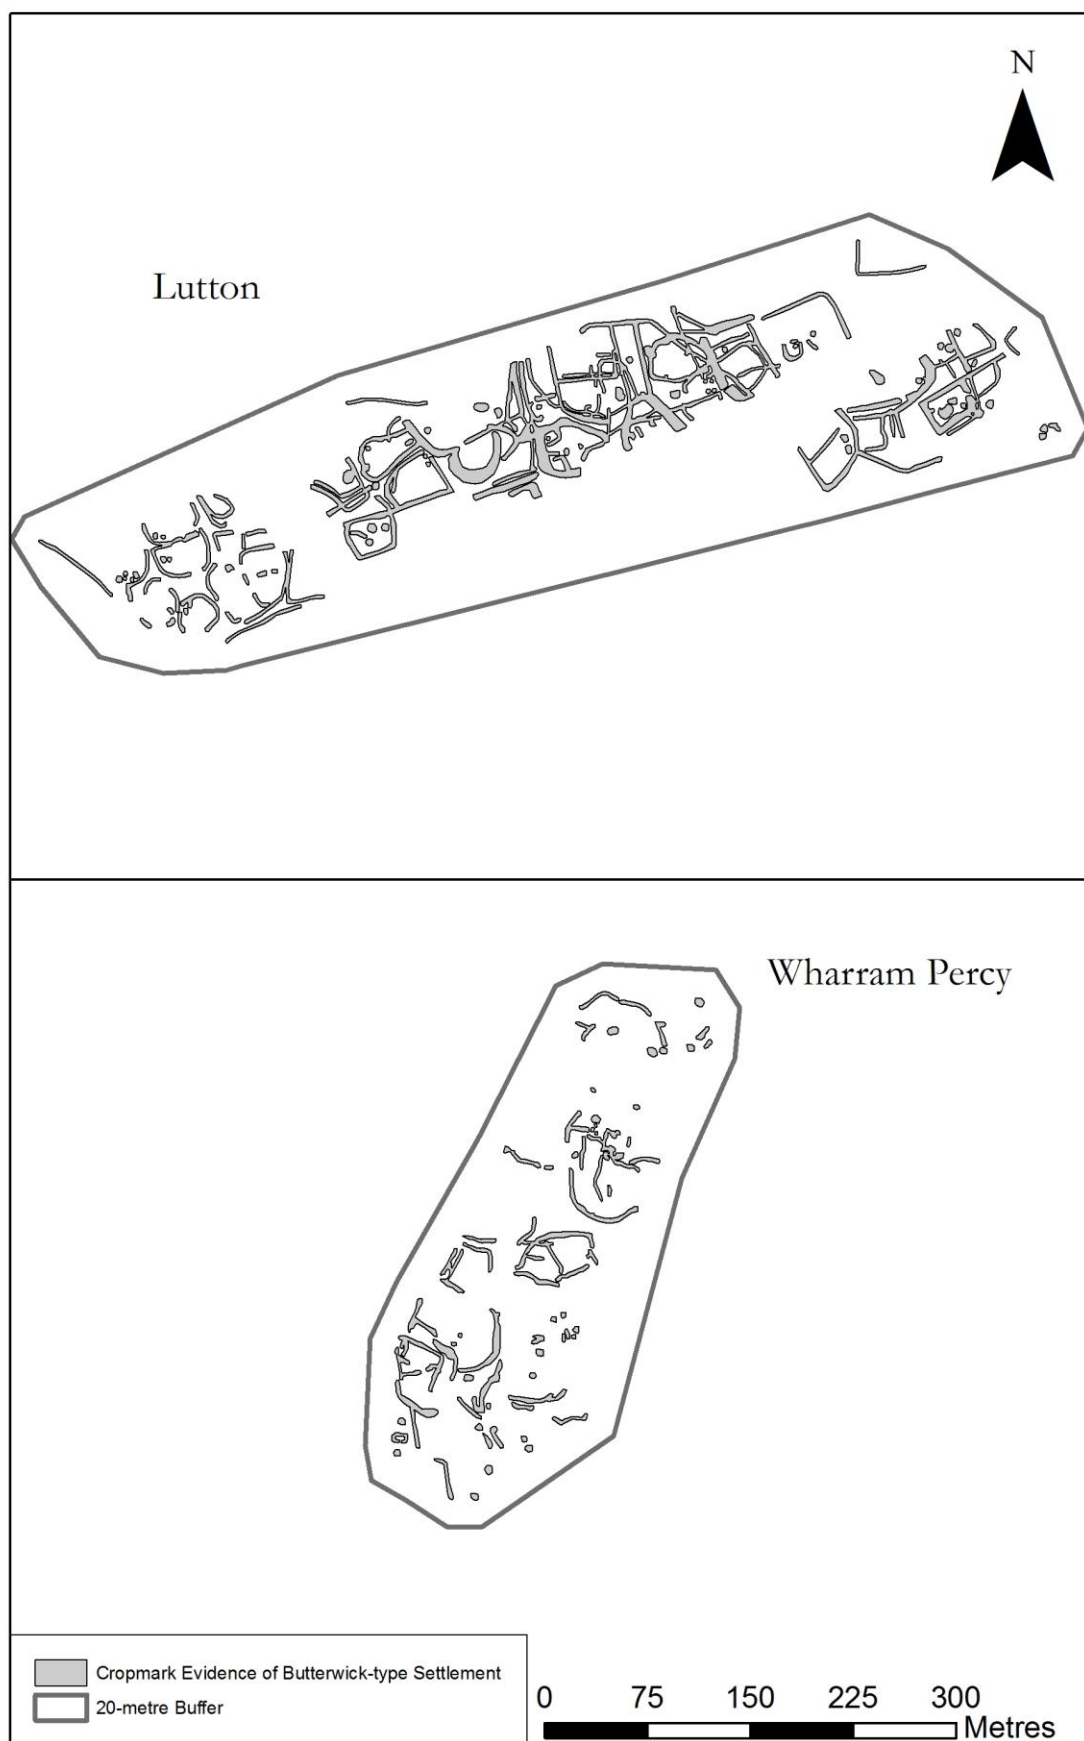 N
Lutton
Wharram Percy
Cropmark Evidence of Butterwick-type Settlement
20-metre Buffer
0 75 150 225 300
Metres